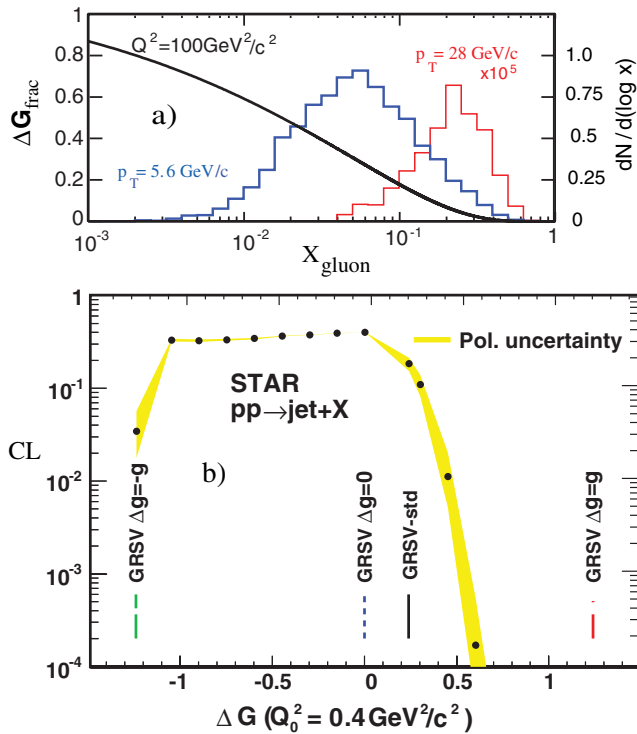 Q²=100GeV²/c²
p_T= 28 GeV/c
×10⁵
a)
p_T= 5.6 GeV/c
ΔG_frac
1
0.8
0.6
0.4
0.2
0
dN / d(log x)
1.0
0.75
0.5
0.25
0
10⁻³
10⁻²
10⁻¹
1
X_gluon
1
10⁻¹
10⁻²
10⁻³
10⁻⁴
CL
Pol. uncertainty
STAR
pp→jet+X
b)
GRSV Δg=-g
GRSV Δg=0
GRSV-std
GRSV Δg=g
-1
-0.5
0
0.5
1
ΔG (Q₀² = 0.4GeV²/c²)